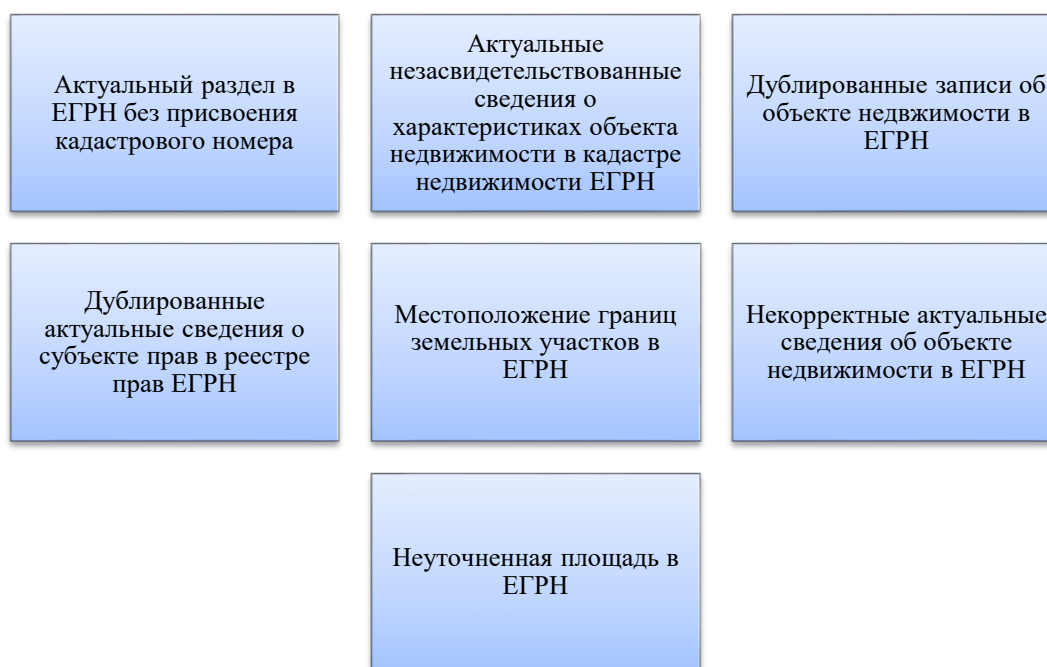 Актуальный раздел в
ЕГРН без присвоения
кадастрового номера
Актуальные
незасвидетельствованные
сведения о
характеристиках объекта
недвижимости в кадастре
недвижимости ЕГРН
Дублированные записи об
объекте недвжимости в
ЕГРН
Дублированные
актуальные сведения о
субъекте прав в реестре
прав ЕГРН
Местоположение границ
земельных участков в
ЕГРН
Некорректные актуальные
сведения об объекте
недвижимости в ЕГРН
Неуточненная площадь в
ЕГРН